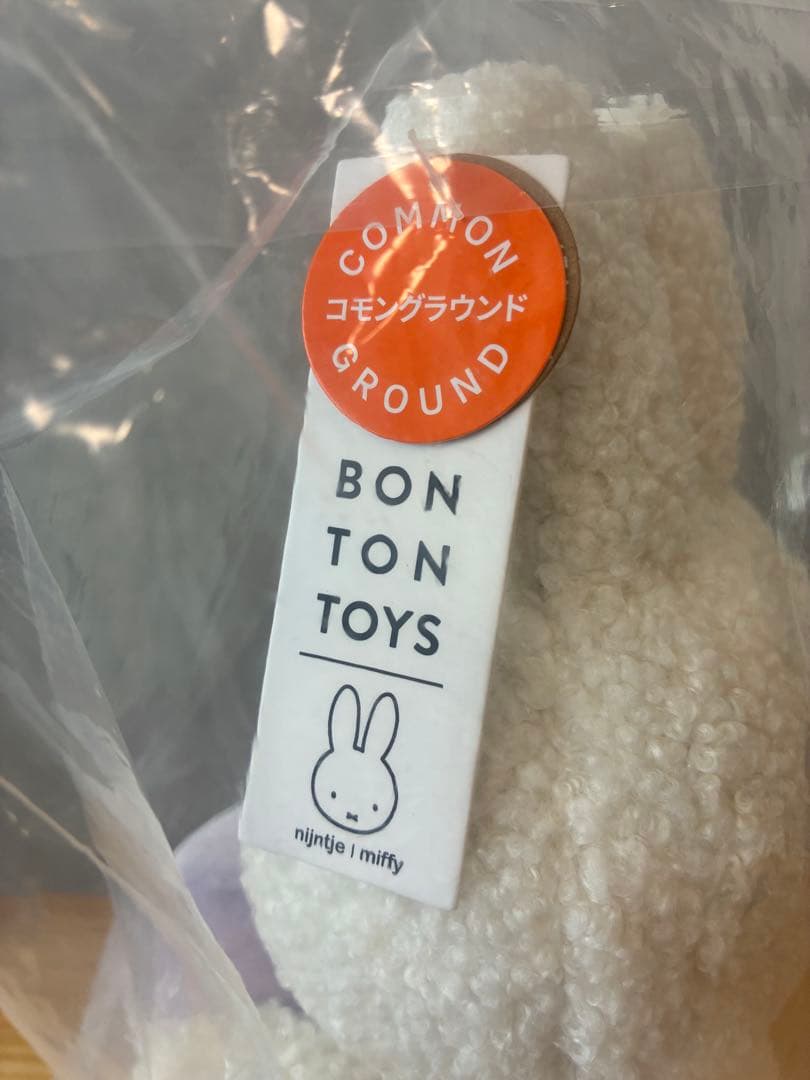 COMMON
コモングラウンド
GROUND
BON
TON
TOYS
nijntje | miffy